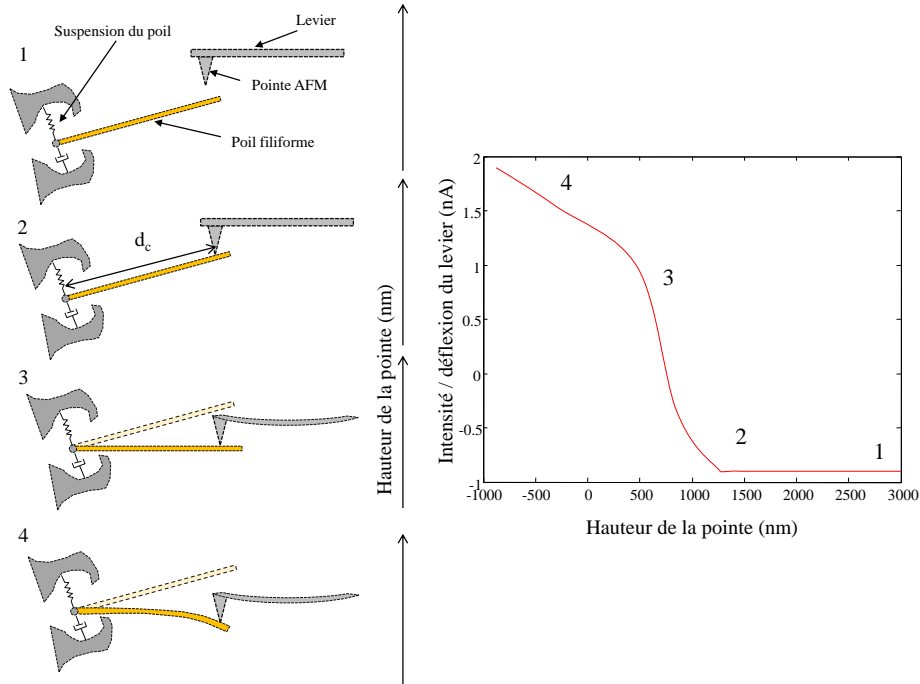 Levier
Suspension du poil
1
Pointe AFM
Poil filiforme
2
d_c
3
4
Hauteur de la pointe (nm)
Intensité / déflexion du levier (nA)
2
1.5
1
0.5
0
-0.5
-1
4
3
2
1
-1000 -500 0 500 1000 1500 2000 2500 3000
Hauteur de la pointe (nm)